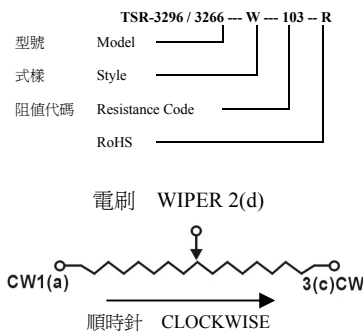 TSR-3296 / 3266 --- W --- 103 -- R
型號 Model
式樣 Style
阻值代碼 Resistance Code
RoHS
電刷 WIPER 2(d)
CW1(a) 3(c)CW
順時針 CLOCKWISE